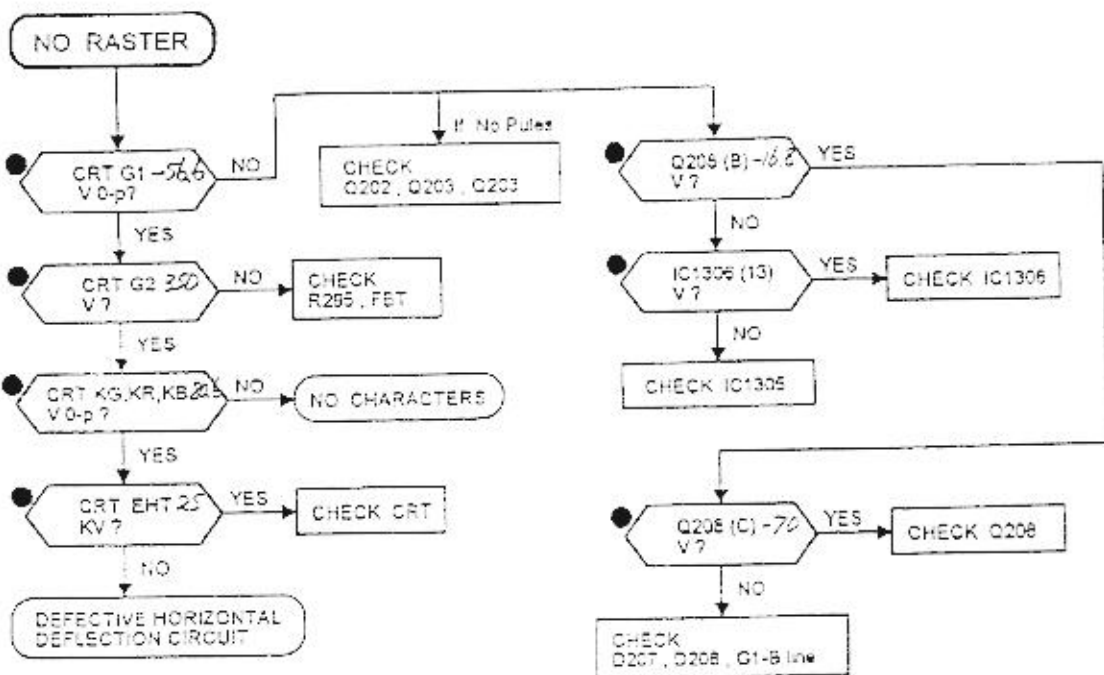 NO RASTER
CRT G1 -56,6
V 0-p?
NO
YES
If No Pules
CHECK
Q202 , Q203 , Q203
CRT G2 350
V ?
NO
YES
CHECK
R255 , FBT
CRT KG,KR,KB
V 0-p ?
NO
YES
NO CHARACTERS
CRT EHT 25
KV ?
YES
NO
CHECK CRT
DEFECTIVE HORIZONTAL
DEFLECTION CIRCUIT
Q208 (B) -16.8
V ?
YES
NO
IC1306 (13)
V ?
YES
NO
CHECK IC1306
CHECK IC1305
Q208 (C) -70
V ?
YES
NO
CHECK Q208
CHECK
D207 , D208 , G1-B line